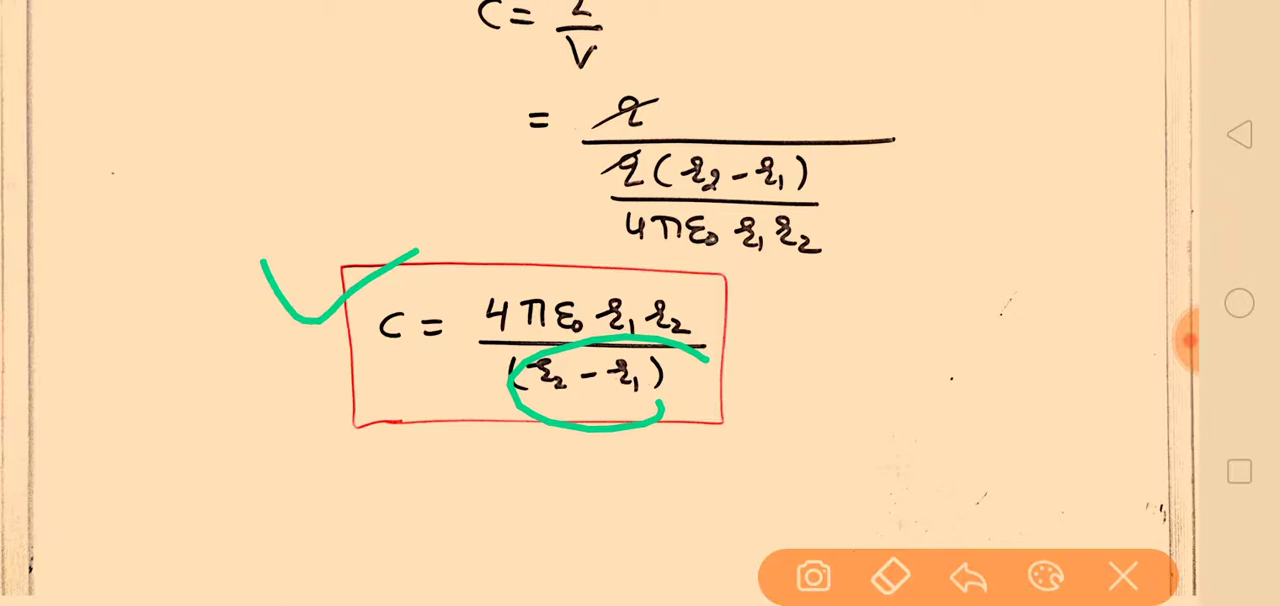 C = q/V
= q / (q(r₂ - r₁) / 4πε₀ r₁ r₂)
C = 4πε₀ r₁ r₂ / (r₂ - r₁)